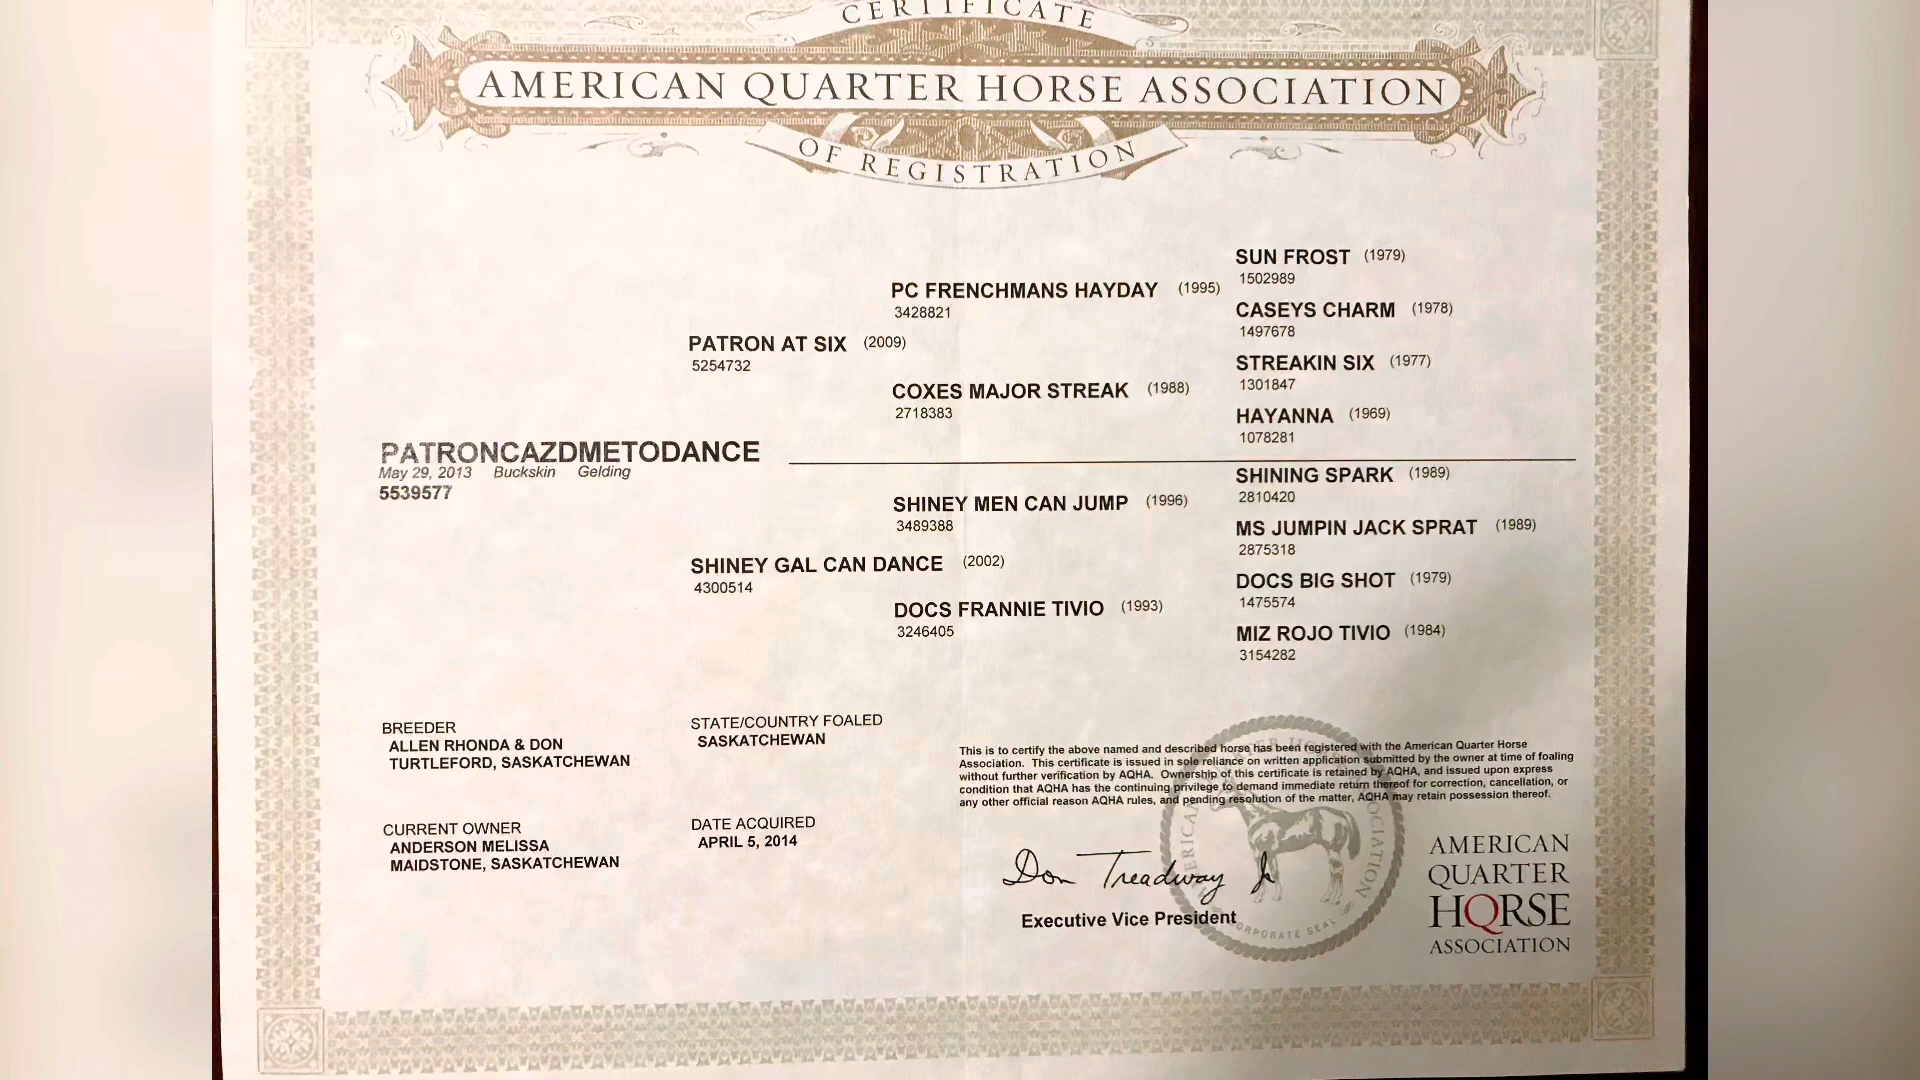 CERTIFICATE
AMERICAN QUARTER HORSE ASSOCIATION
OF REGISTRATION
SUN FROST (1979)
1502989
PC FRENCHMANS HAYDAY (1995)
3428821
CASEYS CHARM (1978)
1497678
PATRON AT SIX (2009)
5254732
STREAKIN SIX (1977)
1301847
COXES MAJOR STREAK (1988)
2718383
HAYANNA (1969)
1078281
PATRONCAZDMETODANCE
May 29, 2013 Buckskin Gelding
5539577
SHINING SPARK (1989)
2810420
SHINEY MEN CAN JUMP (1996)
3489388
MS JUMPIN JACK SPRAT (1989)
2875318
SHINEY GAL CAN DANCE (2002)
4300514
DOCS BIG SHOT (1979)
1475574
DOCS FRANNIE TIVIO (1993)
3246405
MIZ ROJO TIVIO (1984)
3154282
BREEDER
ALLEN RHONDA & DON
TURTLEFORD, SASKATCHEWAN
STATE/COUNTRY FOALED
SASKATCHEWAN
CURRENT OWNER
ANDERSON MELISSA
MAIDSTONE, SASKATCHEWAN
DATE ACQUIRED
APRIL 5, 2014
This is to certify the above named and described horse has been registered with the American Quarter Horse
Association. This certificate is issued in sole reliance on written application submitted by the owner at time of foaling
without further verification by AQHA. Ownership of this certificate is retained by AQHA, and issued upon express
condition that AQHA has the continuing privilege to demand immediate return thereof for correction, cancellation, or
any other official reason AQHA rules, and pending resolution of the matter, AQHA may retain possession thereof.
Don Treadway Jr
Executive Vice President
AMERICAN
QUARTER
HORSE
ASSOCIATION